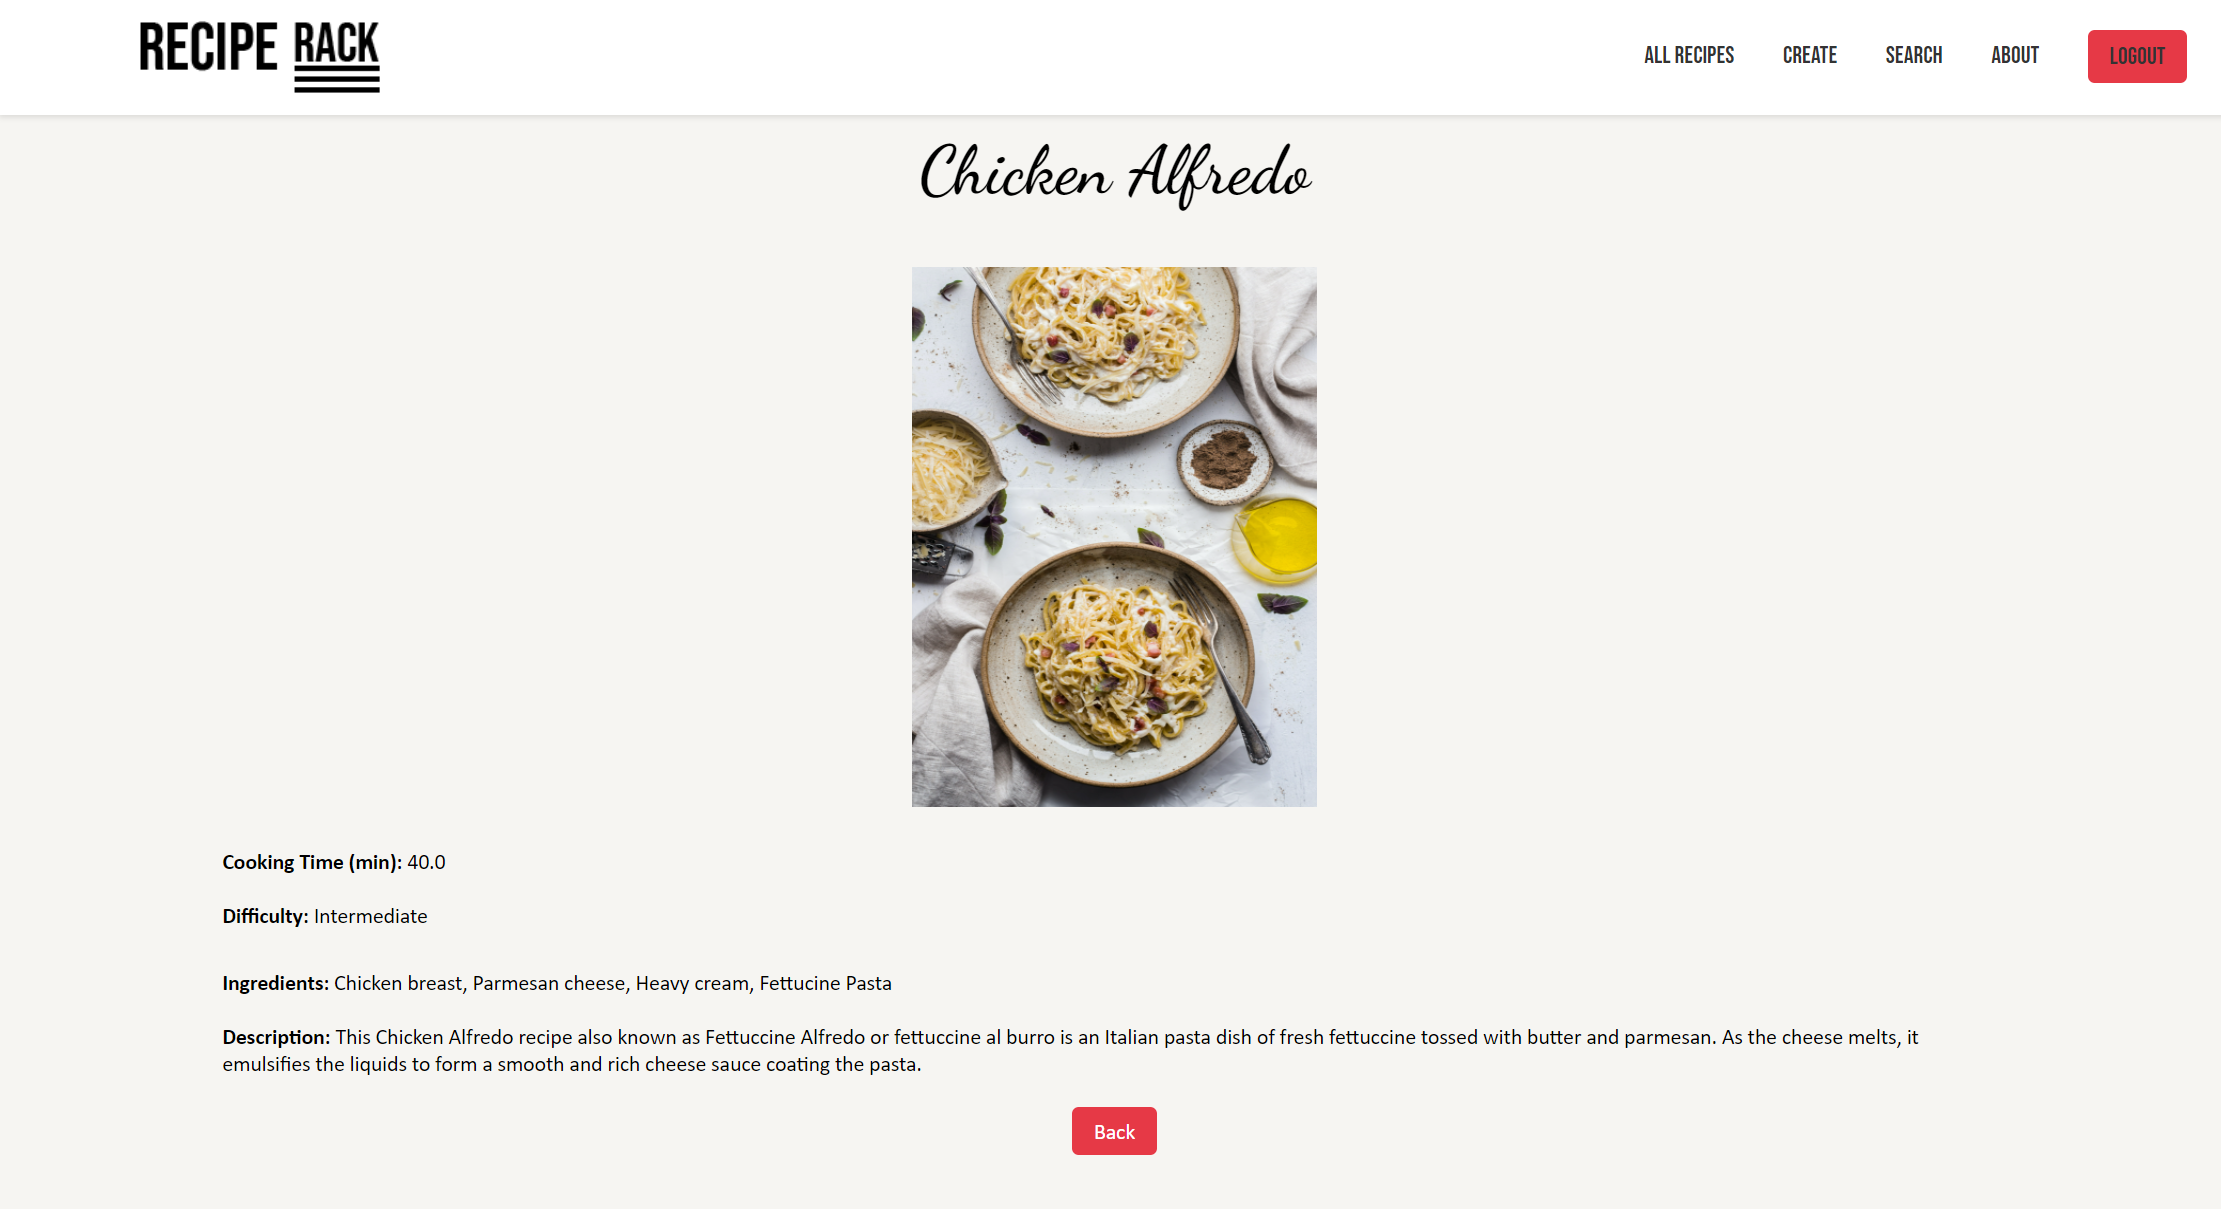 RECIPE RACK
ALL RECIPES
CREATE
SEARCH
ABOUT
LOGOUT
Chicken Alfredo
Cooking Time (min): 40.0
Difficulty: Intermediate
Ingredients: Chicken breast, Parmesan cheese, Heavy cream, Fettucine Pasta
Description: This Chicken Alfredo recipe also known as Fettuccine Alfredo or fettuccine al burro is an Italian pasta dish of fresh fettuccine tossed with butter and parmesan. As the cheese melts, it
emulsifies the liquids to form a smooth and rich cheese sauce coating the pasta.
Back